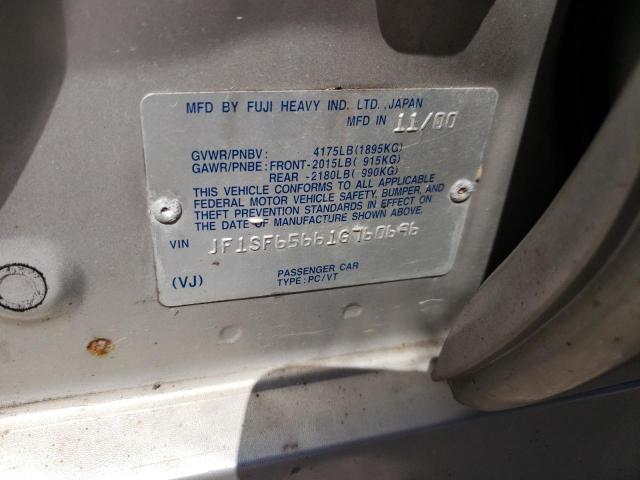 MFD BY FUJI HEAVY IND. LTD. JAPAN
MFD IN 11/00
GVWR/PNBV: 4175LB(1895KG)
GAWR/PNBE: FRONT-2015LB( 915KG)
REAR -2180LB( 990KG)
THIS VEHICLE CONFORMS TO ALL APPLICABLE
FEDERAL MOTOR VEHICLE SAFETY, BUMPER, AND
THEFT PREVENTION STANDARDS IN EFFECT ON
THE DATE OF MANUFACTURE SHOWN ABOVE.
VIN JF1SF65661G760696
(VJ) PASSENGER CAR
TYPE: PC/VT